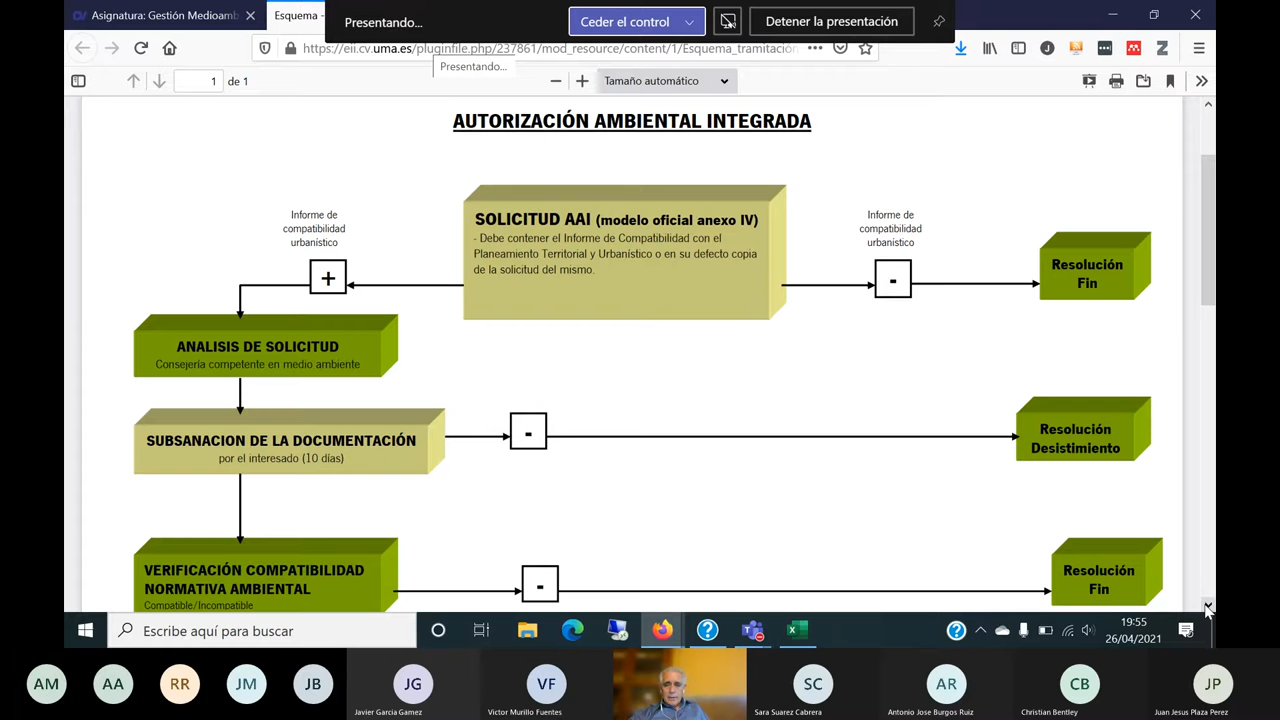 Asignatura: Gestión Medioamb
Esquema -
Presentando...
Ceder el control
Detener la presentación
https://eii.cv.uma.es/pluginfile.php/237861/mod_resource/content/1/Esquema_tramitación
Presentando...
1
de 1
Tamaño automático
AUTORIZACIÓN AMBIENTAL INTEGRADA
Informe de
compatibilidad
urbanístico
+
SOLICITUD AAI (modelo oficial anexo IV)
- Debe contener el Informe de Compatibilidad con el
Planeamiento Territorial y Urbanístico o en su defecto copia
de la solicitud del mismo.
Informe de
compatibilidad
urbanístico
-
Resolución
Fin
ANALISIS DE SOLICITUD
Consejería competente en medio ambiente
SUBSANACION DE LA DOCUMENTACIÓN
por el interesado (10 días)
-
Resolución
Desistimiento
VERIFICACIÓN COMPATIBILIDAD
NORMATIVA AMBIENTAL
Compatible/Incompatible
-
Resolución
Fin
Escribe aquí para buscar
19:55
26/04/2021
AM
AA
RR
JM
JB
JG
Javier Garcia Gamez
VF
Victor Murillo Fuentes
SC
Sara Suarez Cabrera
AR
Antonio Jose Burgos Ruiz
CB
Christian Bentley
JP
Juan Jesus Plaza Perez